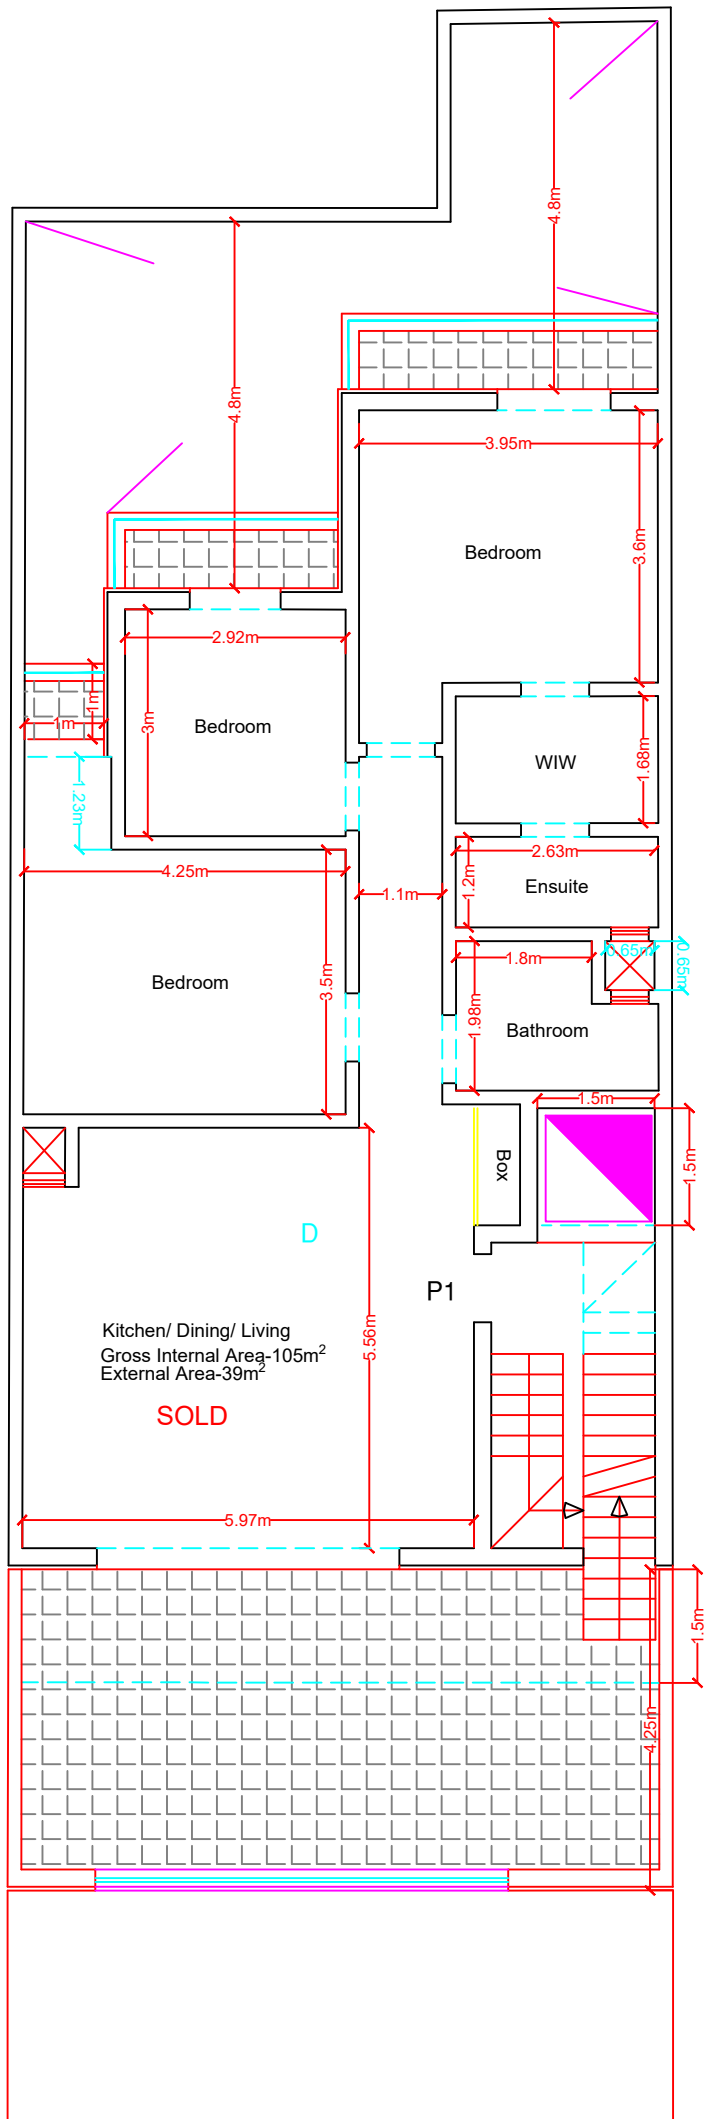 4.8m
4.8m
3.95m
Bedroom
3.6m
2.92m
1m
1m
3m
Bedroom
WIW
1.68m
1.23m
2.63m
4.25m
1.2m
Ensuite
1.1m
0.65m
0.65m
1.8m
Bedroom
3.5m
1.98m
Bathroom
1.5m
1.5m
Box
D
P1
5.56m
Kitchen/ Dining/ Living
Gross Internal Area-105m²
External Area-39m²
SOLD
5.97m
1.5m
4.25m